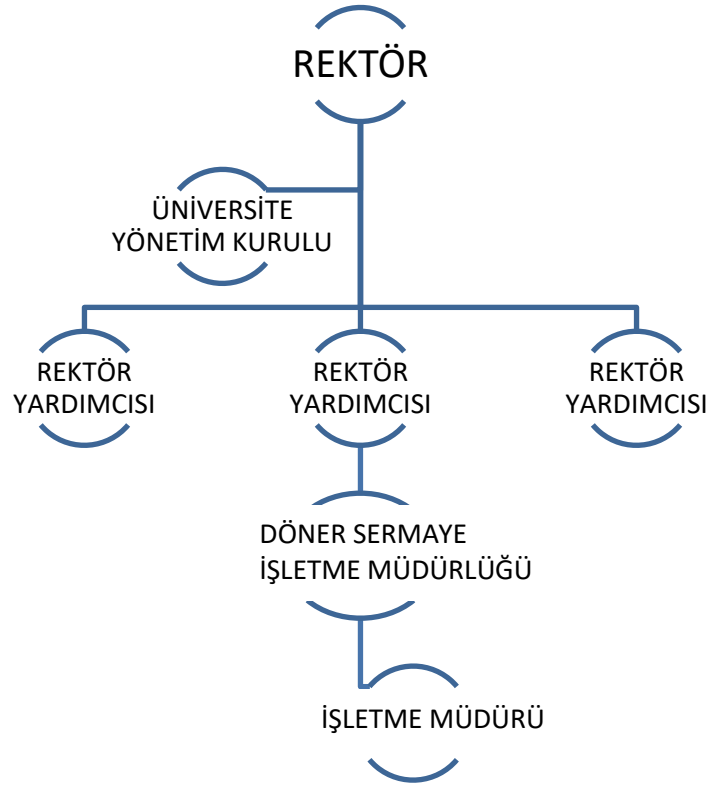 REKTÖR
ÜNİVERSİTE
YÖNETİM KURULU
REKTÖR
YARDIMCISI
REKTÖR
YARDIMCISI
REKTÖR
YARDIMCISI
DÖNER SERMAYE
İŞLETME MÜDÜRLÜĞÜ
İŞLETME MÜDÜRÜ